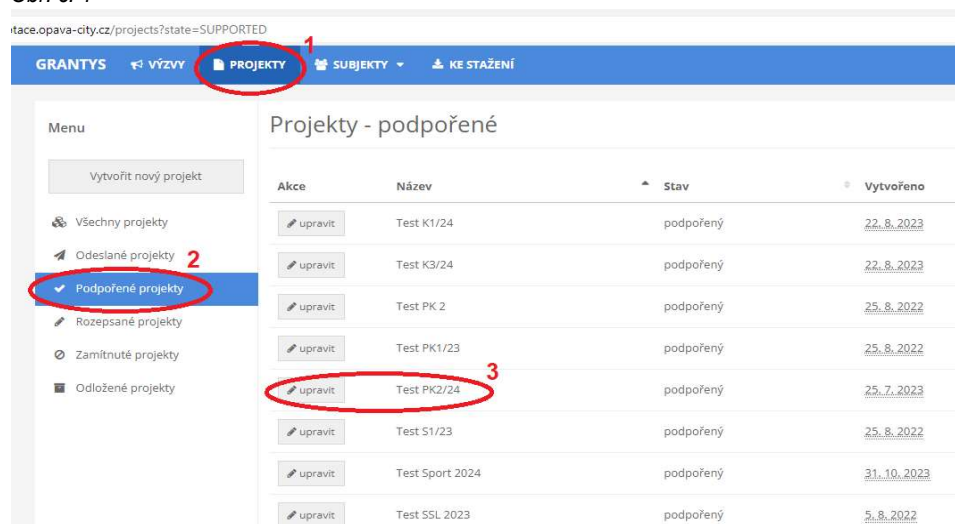 tace.opava-city.cz/projects?state=SUPPORTED
1
GRANTYS VÝZVY PROJEKTY SUBJEKTY KE STAŽENÍ
Menu
Projekty - podpořené
Vytvořit nový projekt
Akce Název Stav Vytvořeno
Všechny projekty
upravit Test K1/24 podpořený 22. 8. 2023
Odeslané projekty
2
upravit Test K3/24 podpořený 22. 8. 2023
Podpořené projekty
upravit Test PK 2 podpořený 25. 8. 2022
Rozepsané projekty
Zamítnuté projekty
upravit Test PK1/23 podpořený 25. 8. 2022
3
Odložené projekty
upravit Test PK2/24 podpořený 25. 7. 2023
upravit Test S1/23 podpořený 25. 8. 2022
upravit Test Sport 2024 podpořený 31. 10. 2023
upravit Test SSL 2023 podpořený 5. 8. 2022